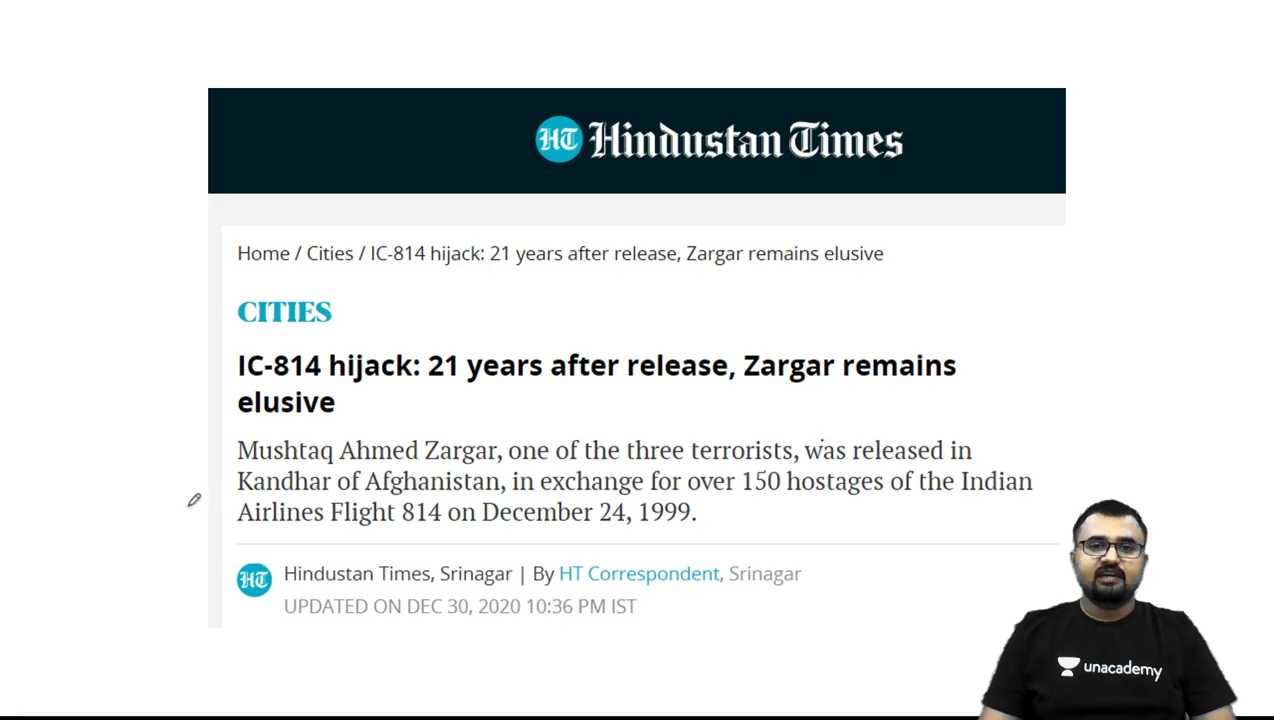 HT Hindustan Times
Home / Cities / IC-814 hijack: 21 years after release, Zargar remains elusive
CITIES
IC-814 hijack: 21 years after release, Zargar remains
elusive
Mushtaq Ahmed Zargar, one of the three terrorists, was released in
Kandhar of Afghanistan, in exchange for over 150 hostages of the Indian
Airlines Flight 814 on December 24, 1999.
HT Hindustan Times, Srinagar | By HT Correspondent, Srinagar
UPDATED ON DEC 30, 2020 10:36 PM IST
unacademy